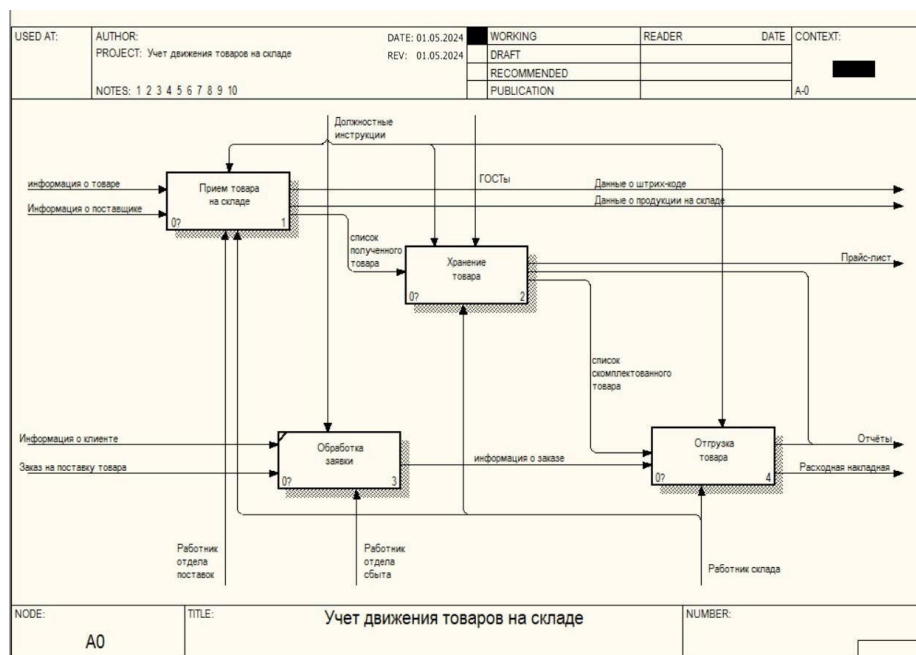 USED AT:
AUTHOR:
DATE: 01.05.2024
WORKING
READER
DATE
CONTEXT:
PROJECT: Учет движения товаров на складе
REV: 01.05.2024
DRAFT
RECOMMENDED
NOTES: 1 2 3 4 5 6 7 8 9 10
PUBLICATION
A-0
Должностные
инструкции
ГОСТы
информация о товаре
Информация о поставщике
Прием товара
на складе
0?
1
Данные о штрих-коде
Данные о продукции на складе
список
полученного
товара
Хранение
товара
0?
2
Прайс-лист
список
скомплектованного
товара
Информация о клиенте
Заказ на поставку товара
Обработка
заявки
0?
3
информация о заказе
Отгрузка
товара
0?
4
Отчёты
Расходная накладная
Работник
отдела
поставок
Работник
отдела
сбыта
Работник склада
NODE:
TITLE:
NUMBER:
A0
Учет движения товаров на складе